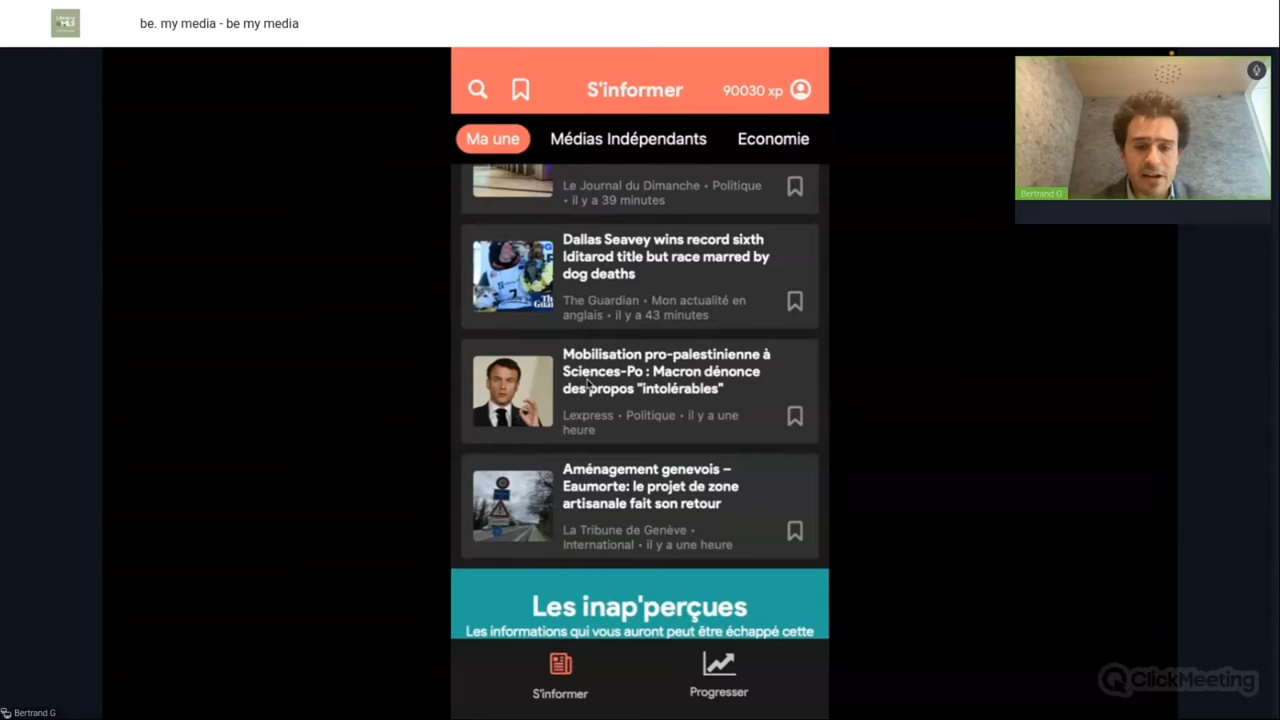 be. my media - be my media
S'informer
90030 xp
Ma une
Médias Indépendants
Economie
Le Journal du Dimanche • Politique
• il y a 39 minutes
Dallas Seavey wins record sixth
Iditarod title but race marred by
dog deaths
The Guardian • Mon actualité en
anglais • il y a 43 minutes
Mobilisation pro-palestinienne à
Sciences-Po : Macron dénonce
des propos "intolérables"
Lexpress • Politique • il y a une
heure
Aménagement genevois –
Eaumorte: le projet de zone
artisanale fait son retour
La Tribune de Genève •
International • il y a une heure
Les inap'perçues
Les informations qui vous auront peut être échappé cette
S'informer
Progresser
Bertrand G
ClickMeeting
Bertrand G